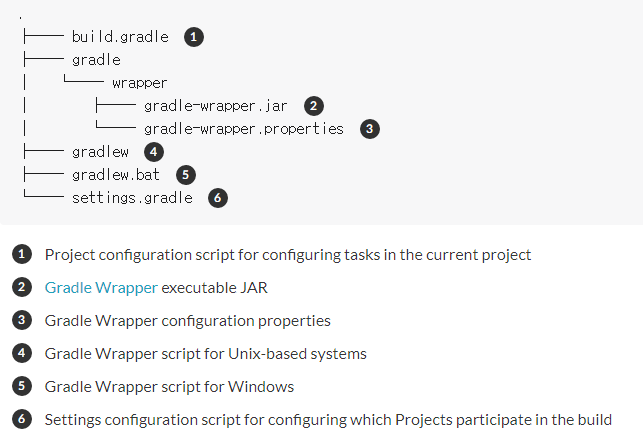 .
├── build.gradle 1
├── gradle
│   └── wrapper
│       ├── gradle-wrapper.jar 2
│       └── gradle-wrapper.properties 3
├── gradlew 4
├── gradlew.bat 5
└── settings.gradle 6
1 Project configuration script for configuring tasks in the current project
2 Gradle Wrapper executable JAR
3 Gradle Wrapper configuration properties
4 Gradle Wrapper script for Unix-based systems
5 Gradle Wrapper script for Windows
6 Settings configuration script for configuring which Projects participate in the build